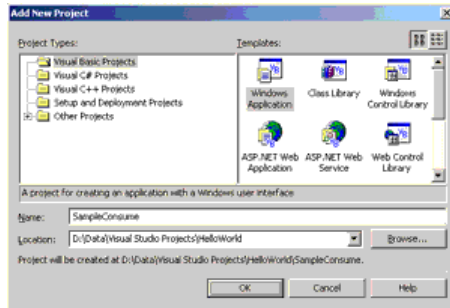 Add New Project
Project Types:
Templates:
Visual Basic Projects
Visual C# Projects
Visual C++ Projects
Setup and Deployment Projects
Other Projects
Windows Application
Class Library
Windows Control Library
ASP.NET Web Application
ASP.NET Web Service
Web Control Library
A project for creating an application with a Windows user interface
Name:
SampleConsume
Location:
D:\Data\Visual Studio Projects\HelloWorld
Browse...
Project will be created at D:\Data\Visual Studio Projects\HelloWorld\SampleConsume.
OK
Cancel
Help